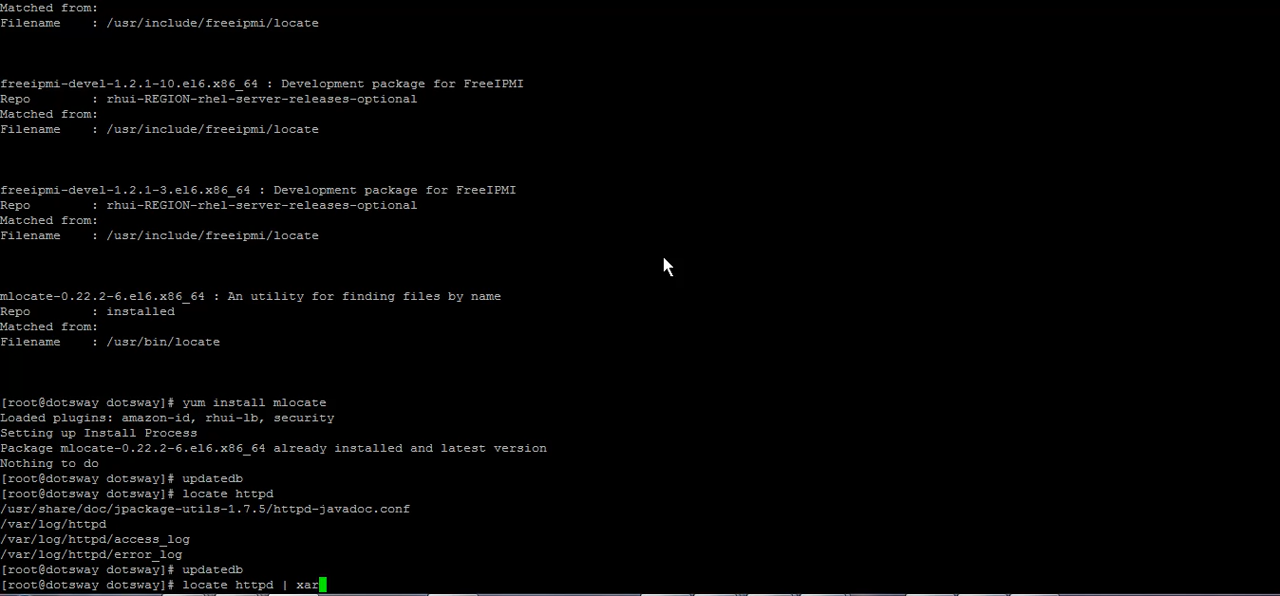 Matched from:
Filename    : /usr/include/freeipmi/locate
freeipmi-devel-1.2.1-10.el6.x86_64 : Development package for FreeIPMI
Repo        : rhui-REGION-rhel-server-releases-optional
Matched from:
Filename    : /usr/include/freeipmi/locate
freeipmi-devel-1.2.1-3.el6.x86_64 : Development package for FreeIPMI
Repo        : rhui-REGION-rhel-server-releases-optional
Matched from:
Filename    : /usr/include/freeipmi/locate
mlocate-0.22.2-6.el6.x86_64 : An utility for finding files by name
Repo        : installed
Matched from:
Filename    : /usr/bin/locate
[root@dotsway dotsway]# yum install mlocate
Loaded plugins: amazon-id, rhui-lb, security
Setting up Install Process
Package mlocate-0.22.2-6.el6.x86_64 already installed and latest version
Nothing to do
[root@dotsway dotsway]# updatedb
[root@dotsway dotsway]# locate httpd
/usr/share/doc/jpackage-utils-1.7.5/httpd-javadoc.conf
/var/log/httpd
/var/log/httpd/access_log
/var/log/httpd/error_log
[root@dotsway dotsway]# updatedb
[root@dotsway dotsway]# locate httpd | xar